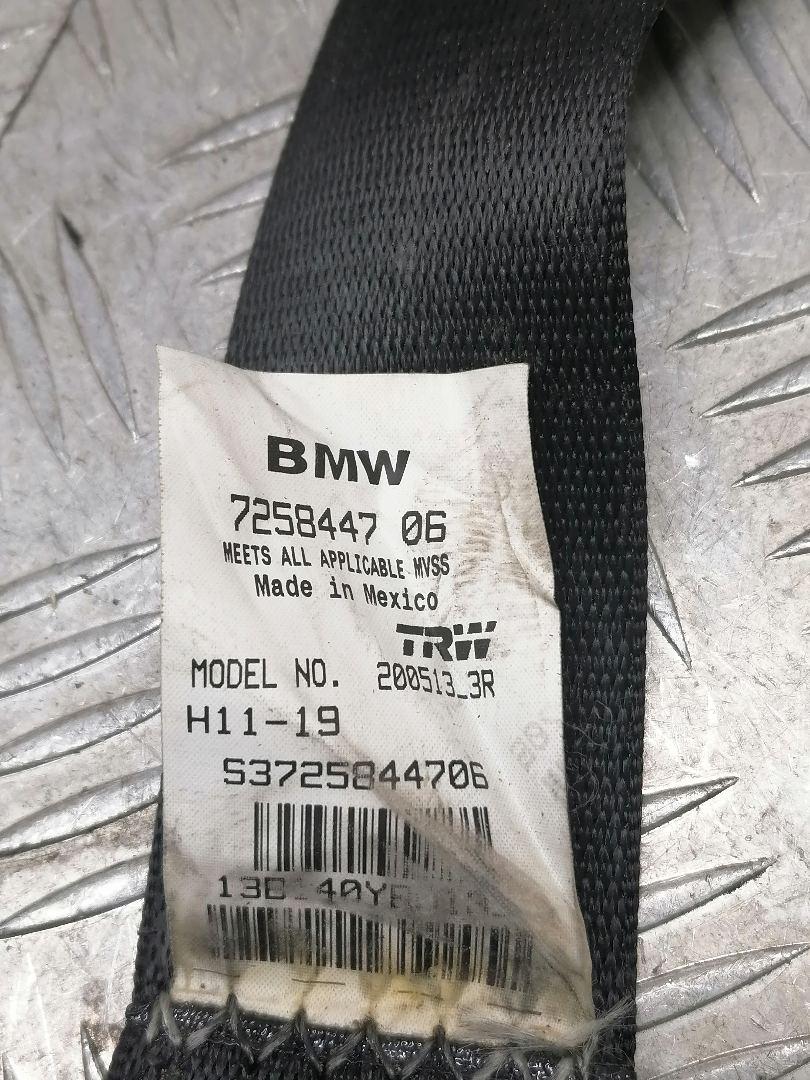 BMW
7258447 06
MEETS ALL APPLICABLE MVSS
Made in Mexico
TRW
MODEL NO. 200513_3R
H11-19
S3725844706